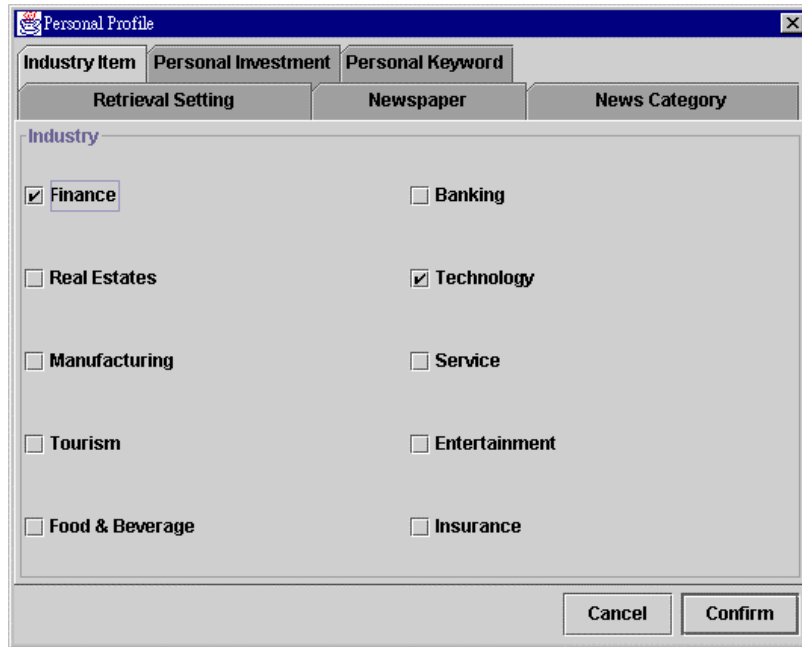 Personal Profile
Industry Item Personal Investment Personal Keyword
Retrieval Setting Newspaper News Category
Industry
Finance Banking
Real Estates Technology
Manufacturing Service
Tourism Entertainment
Food & Beverage Insurance
Cancel Confirm